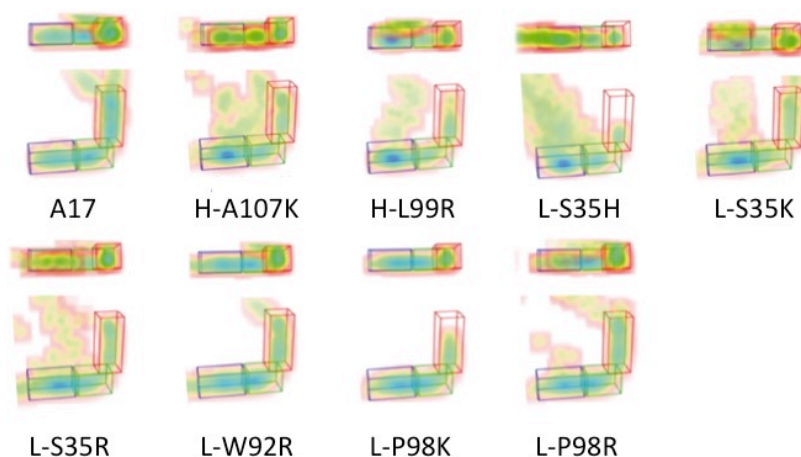 A17 H-A107K H-L99R L-S35H L-S35K
L-S35R L-W92R L-P98K L-P98R